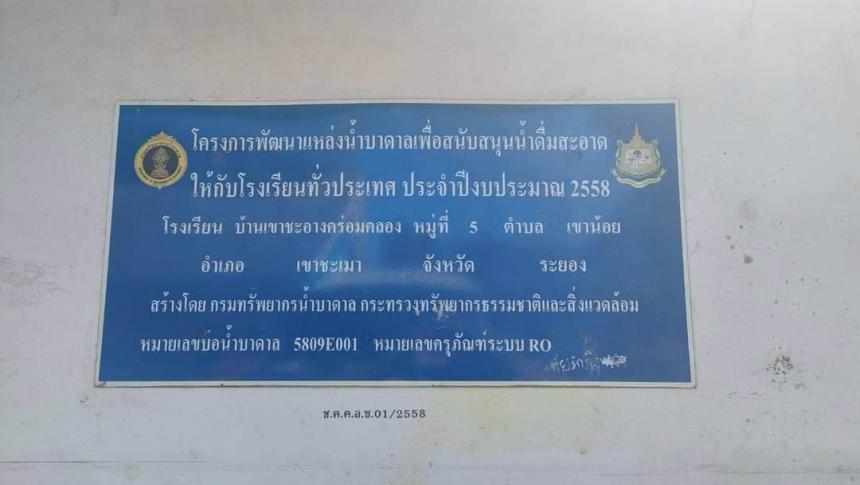 โครงการพัฒนาแหล่งน้ำบาดาลเพื่อสนับสนุนน้ำดื่มสะอาด
ให้กับโรงเรียนทั่วประเทศ ประจำปีงบประมาณ 2558
โรงเรียน บ้านเขาชะอางคร่อมคลอง หมู่ที่ 5 ตำบล เขาน้อย
อำเภอ เขาชะเมา จังหวัด ระยอง
สร้างโดย กรมทรัพยากรน้ำบาดาล กระทรวงทรัพยากรธรรมชาติและสิ่งแวดล้อม
หมายเลขบ่อน้ำบาดาล 5809E001 หมายเลขครุภัณฑ์ระบบ RO
ช.ค.ค.อ.ช.01/2558